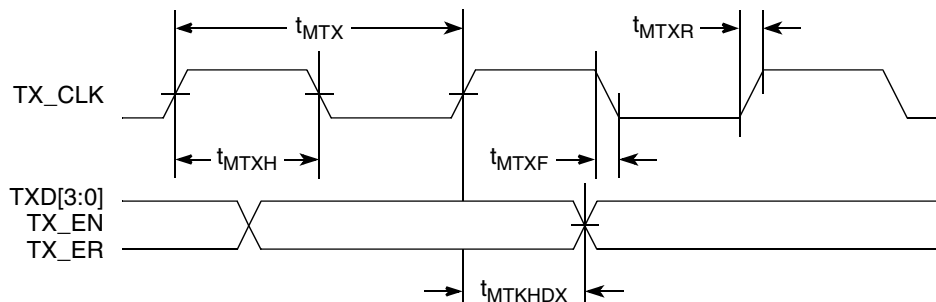 tMTX
tMTXR
TX_CLK
tMTXH
tMTXF
TXD[3:0]
TX_EN
TX_ER
tMTKHDX